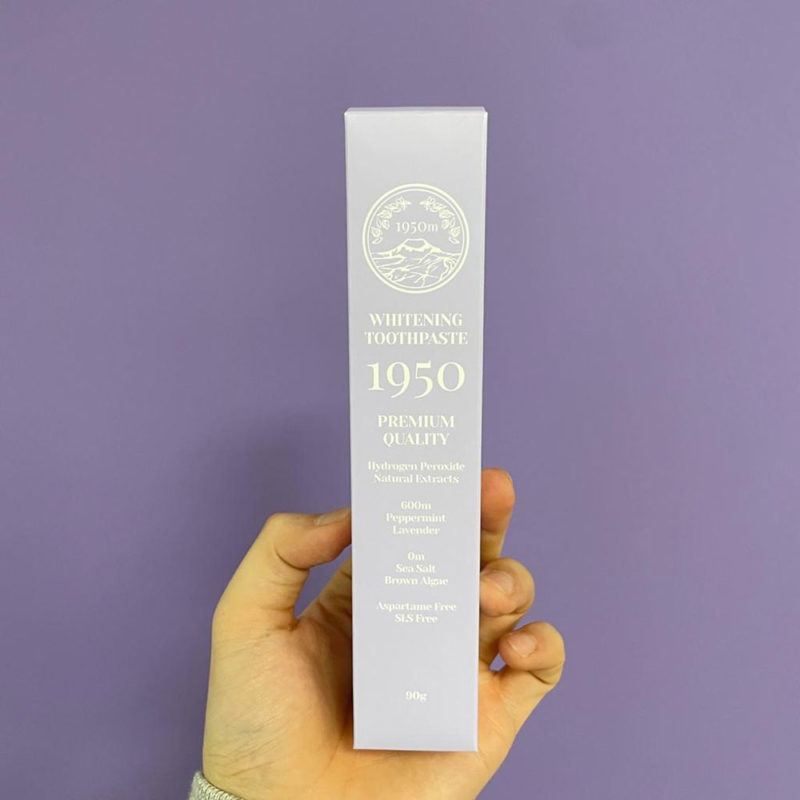 1950m
WHITENING
TOOTHPASTE
1950
PREMIUM
QUALITY
Hydrogen Peroxide
Natural Extracts
600m
Peppermint
Lavender
0m
Sea Salt
Brown Algae
Aspartame Free
SLS Free
90g